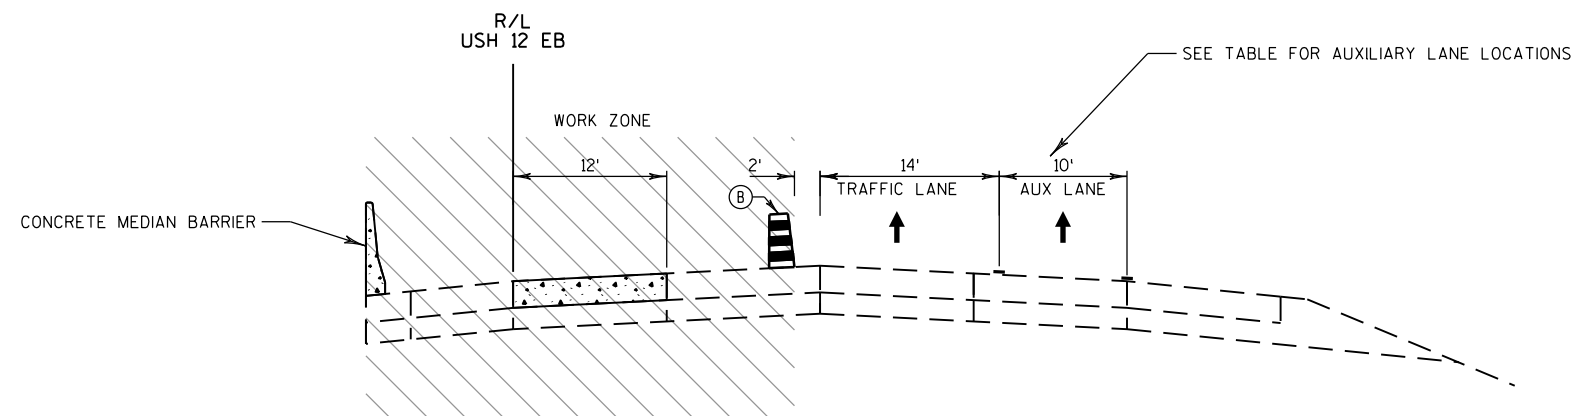 R/L
USH 12 EB
SEE TABLE FOR AUXILIARY LANE LOCATIONS
WORK ZONE
12'
2'
14'
10'
TRAFFIC LANE
AUX LANE
B
CONCRETE MEDIAN BARRIER